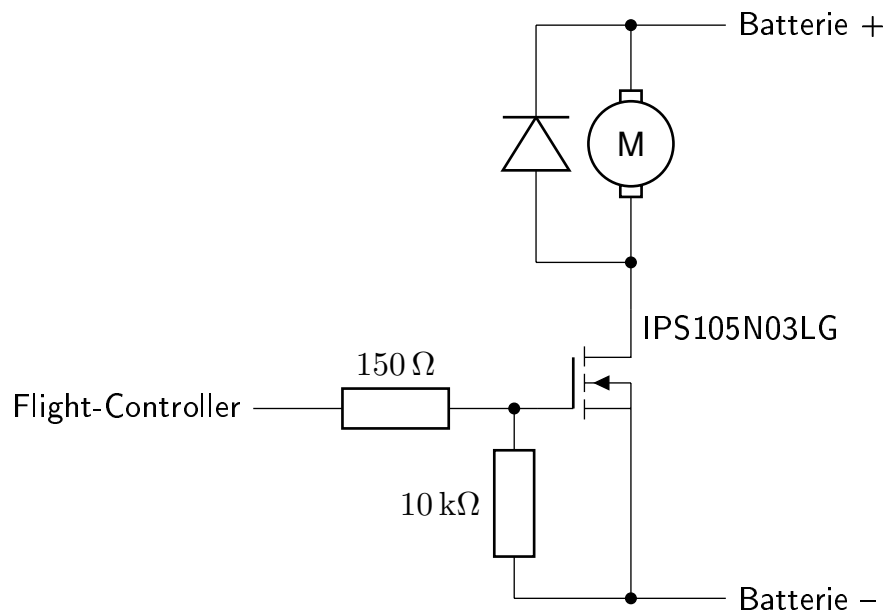 Batterie +
M
IPS105N03LG
150 Ω
Flight-Controller
10 kΩ
Batterie –